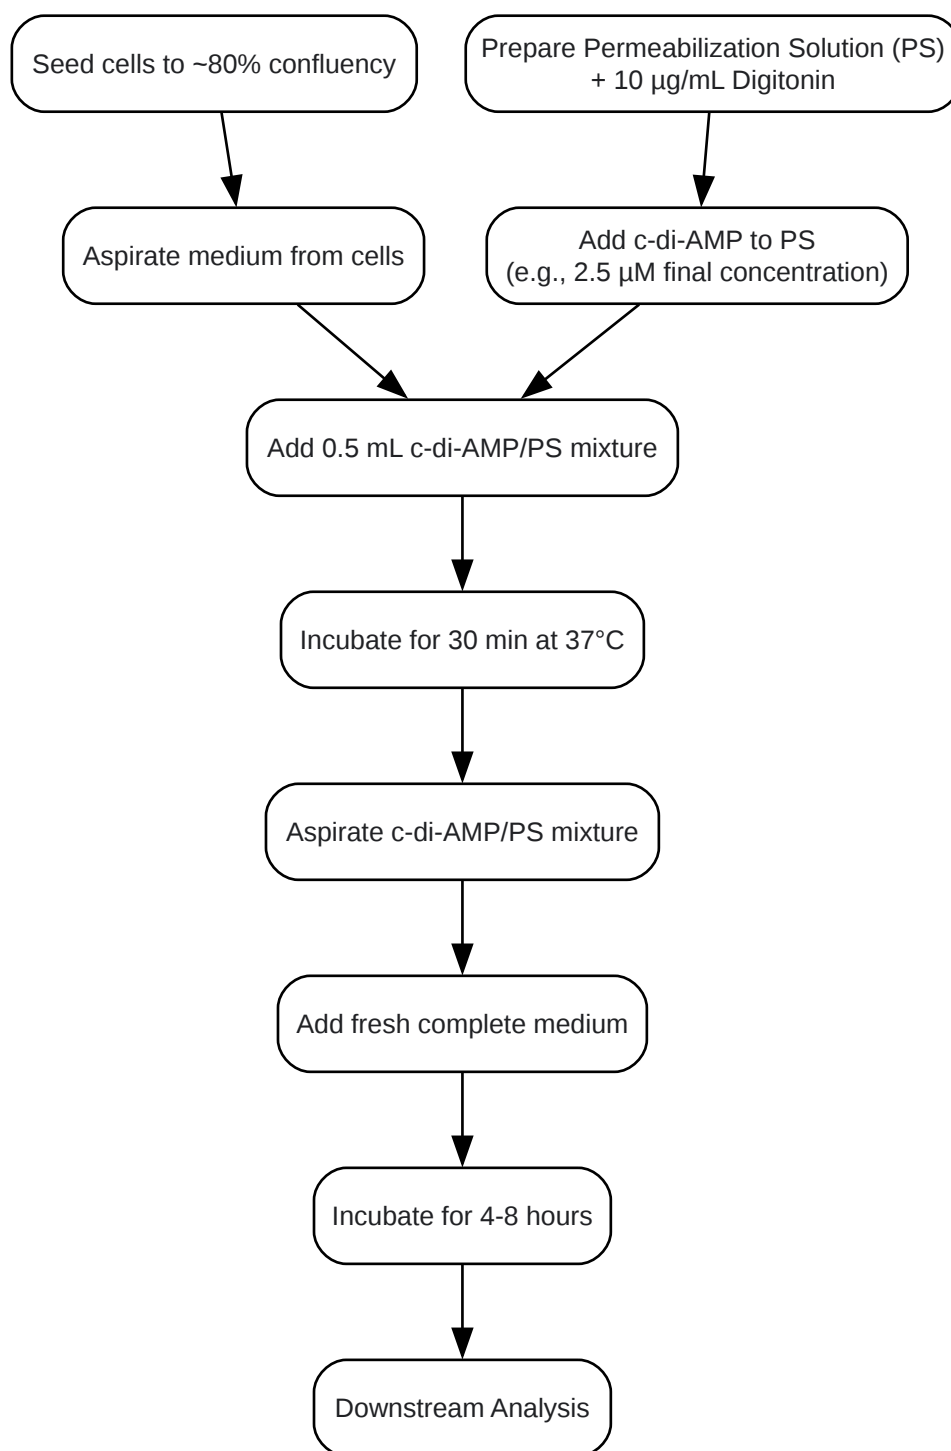 Seed cells to ~80% confluency
Prepare Permeabilization Solution (PS)
+ 10 µg/mL Digitonin
Aspirate medium from cells
Add c-di-AMP to PS
(e.g., 2.5 µM final concentration)
Add 0.5 mL c-di-AMP/PS mixture
Incubate for 30 min at 37°C
Aspirate c-di-AMP/PS mixture
Add fresh complete medium
Incubate for 4-8 hours
Downstream Analysis